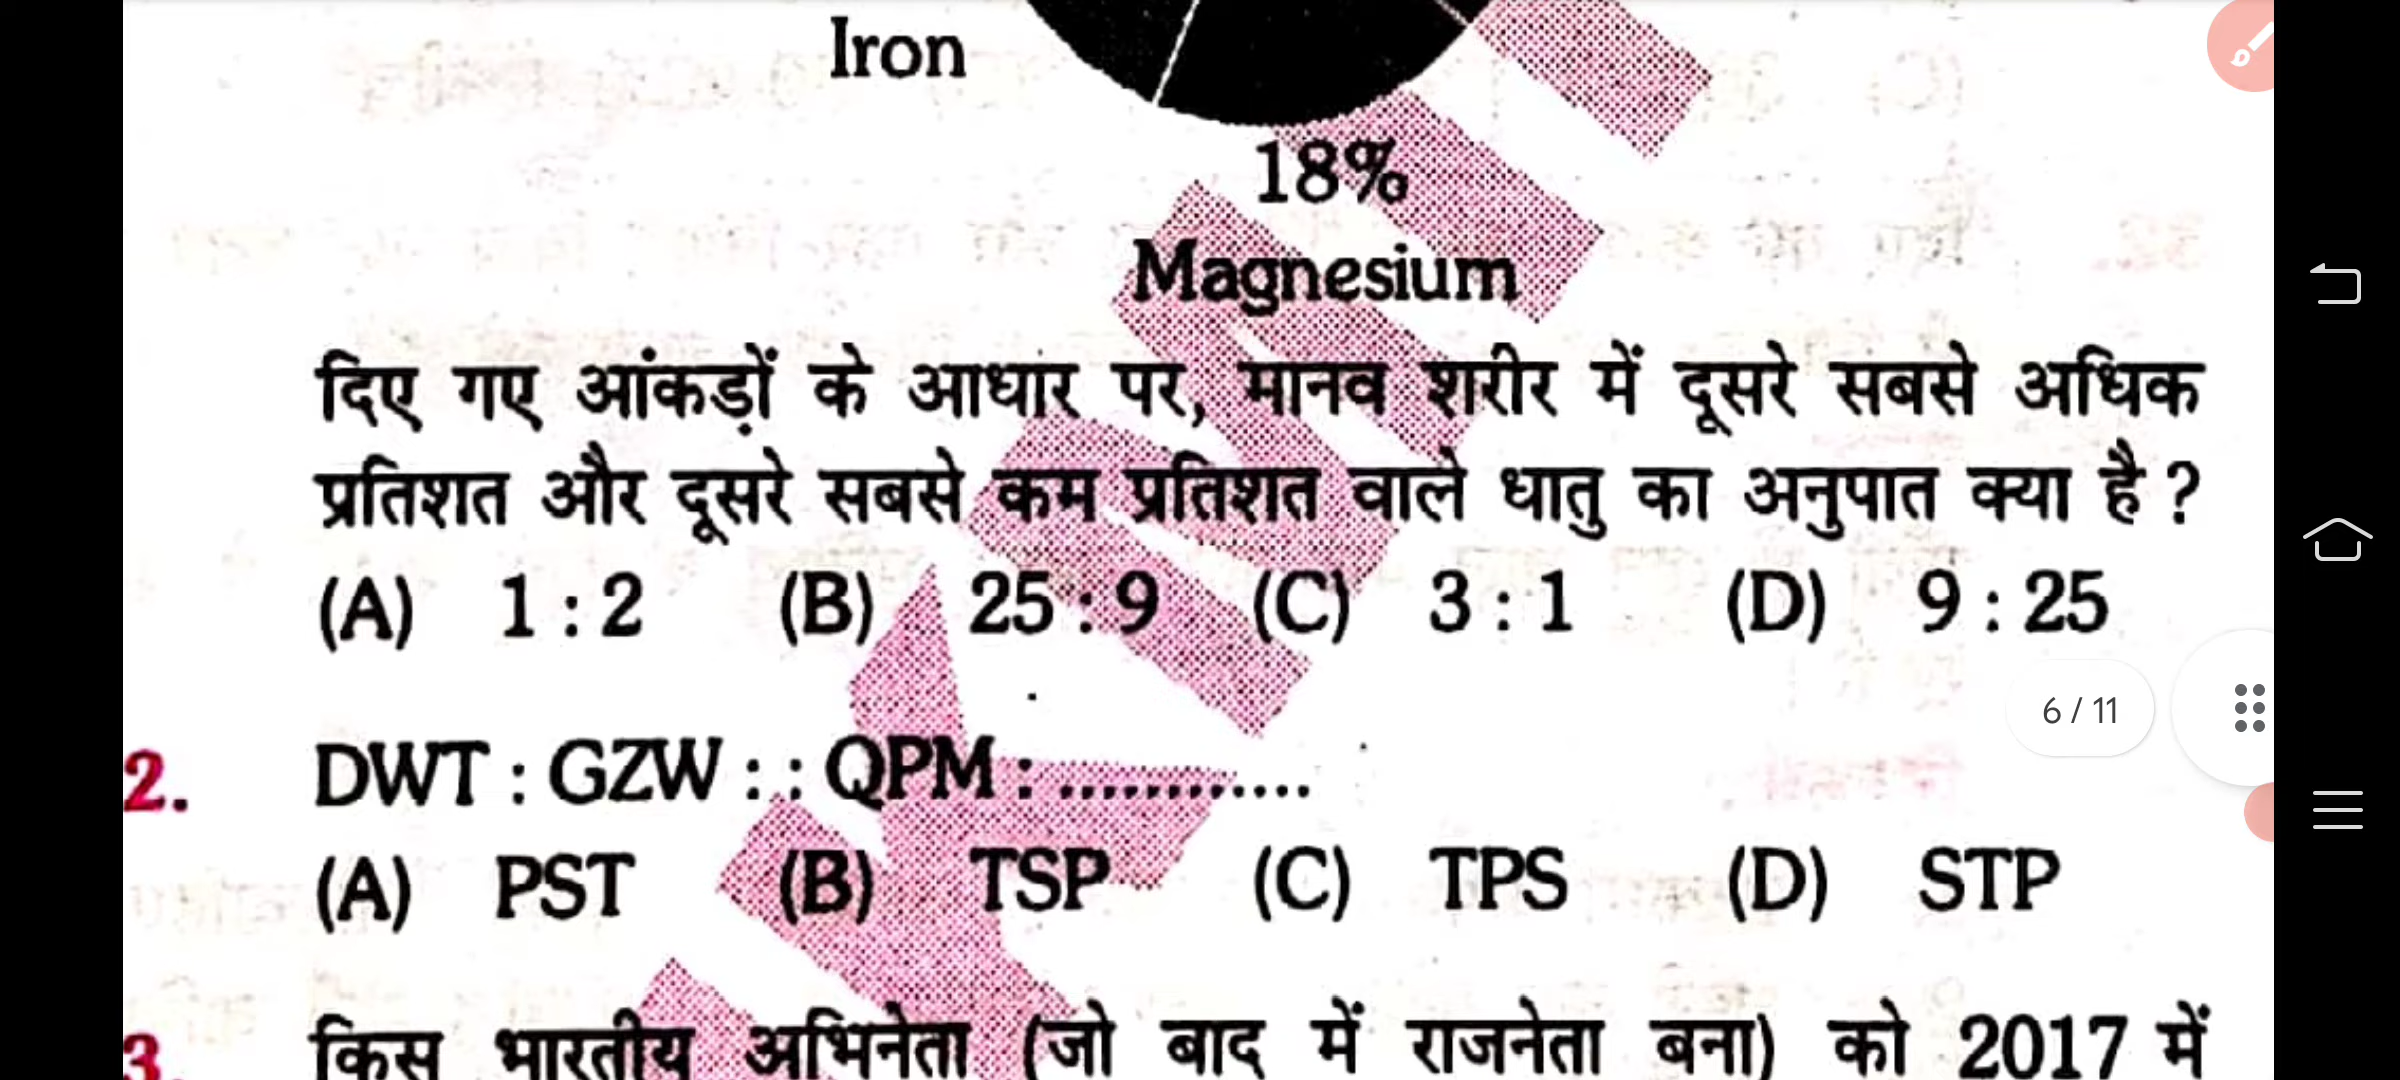 Iron
18%
Magnesium
दिए गए आंकड़ों के आधार पर, मानव शरीर में दूसरे सबसे अधिक
प्रतिशत और दूसरे सबसे कम प्रतिशत वाले धातु का अनुपात क्या है ?
(A) 1 : 2 (B) 25 : 9 (C) 3 : 1 (D) 9 : 25
6 / 11
2. DWT : GZW : : QPM : ............
(A) PST (B) TSP (C) TPS (D) STP
3. किस भारतीय अभिनेता (जो बाद में राजनेता बना) को 2017 में